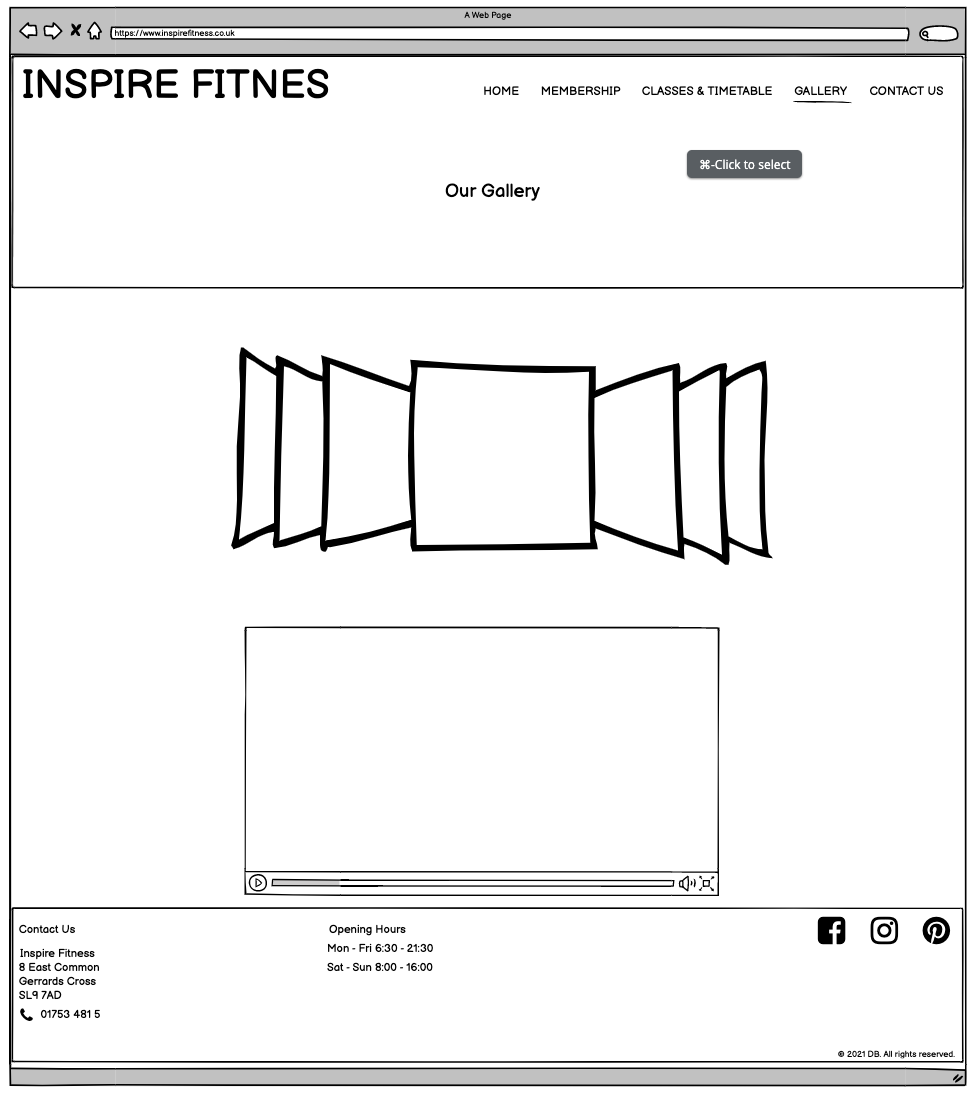 A Web Page
https://www.inspirefitness.co.uk
INSPIRE FITNES
HOME MEMBERSHIP CLASSES & TIMETABLE GALLERY CONTACT US
⌘-Click to select
Our Gallery
Contact Us
Inspire Fitness
8 East Common
Gerrards Cross
SL9 7AD
01753 481 5
Opening Hours
Mon - Fri 6:30 - 21:30
Sat - Sun 8:00 - 16:00
© 2021 DB. All rights reserved.